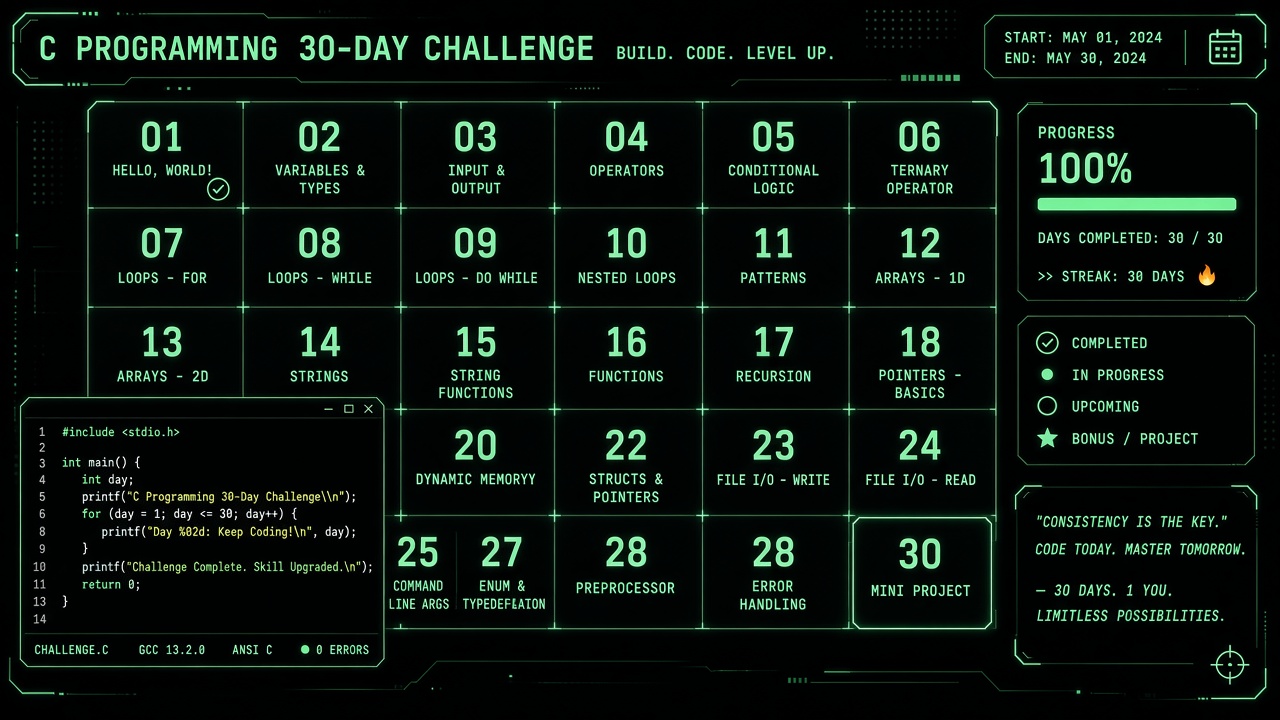 C PROGRAMMING 30-DAY CHALLENGE BUILD. CODE. LEVEL UP.
START: MAY 01, 2024
END: MAY 30, 2024
01
HELLO, WORLD!
02
VARIABLES &
TYPES
03
INPUT &
OUTPUT
04
OPERATORS
05
CONDITIONAL
LOGIC
06
TERNARY
OPERATOR
07
LOOPS - FOR
08
LOOPS - WHILE
09
LOOPS - DO WHILE
10
NESTED LOOPS
11
PATTERNS
12
ARRAYS - 1D
13
ARRAYS - 2D
14
STRINGS
15
STRING
FUNCTIONS
16
FUNCTIONS
17
RECURSION
18
POINTERS -
BASICS
20
DYNAMIC MEMORYY
22
STRUCTS &
POINTERS
23
FILE I/O - WRITE
24
FILE I/O - READ
25
COMMAND
LINE ARGS
27
ENUM &
28
PREPROCESSOR
28
ERROR
HANDLING
30
MINI PROJECT
1 #include <stdio.h>
2
3 int main() {
4 int day;
5 printf("C Programming 30-Day Challenge\\n");
6 for (day = 1; day <= 30; day++) {
8 printf("Day %02d: Keep Coding!\n", day);
9 }
10 printf("Challenge Complete. Skill Upgraded.\n");
11 return 0;
13 }
14
CHALLENGE.C GCC 13.2.0 ANSI C 0 ERRORS
PROGRESS
100%
DAYS COMPLETED: 30 / 30
>> STREAK: 30 DAYS 🔥
COMPLETED
IN PROGRESS
UPCOMING
BONUS / PROJECT
"CONSISTENCY IS THE KEY."
CODE TODAY. MASTER TOMORROW.
— 30 DAYS. 1 YOU.
LIMITLESS POSSIBILITIES.